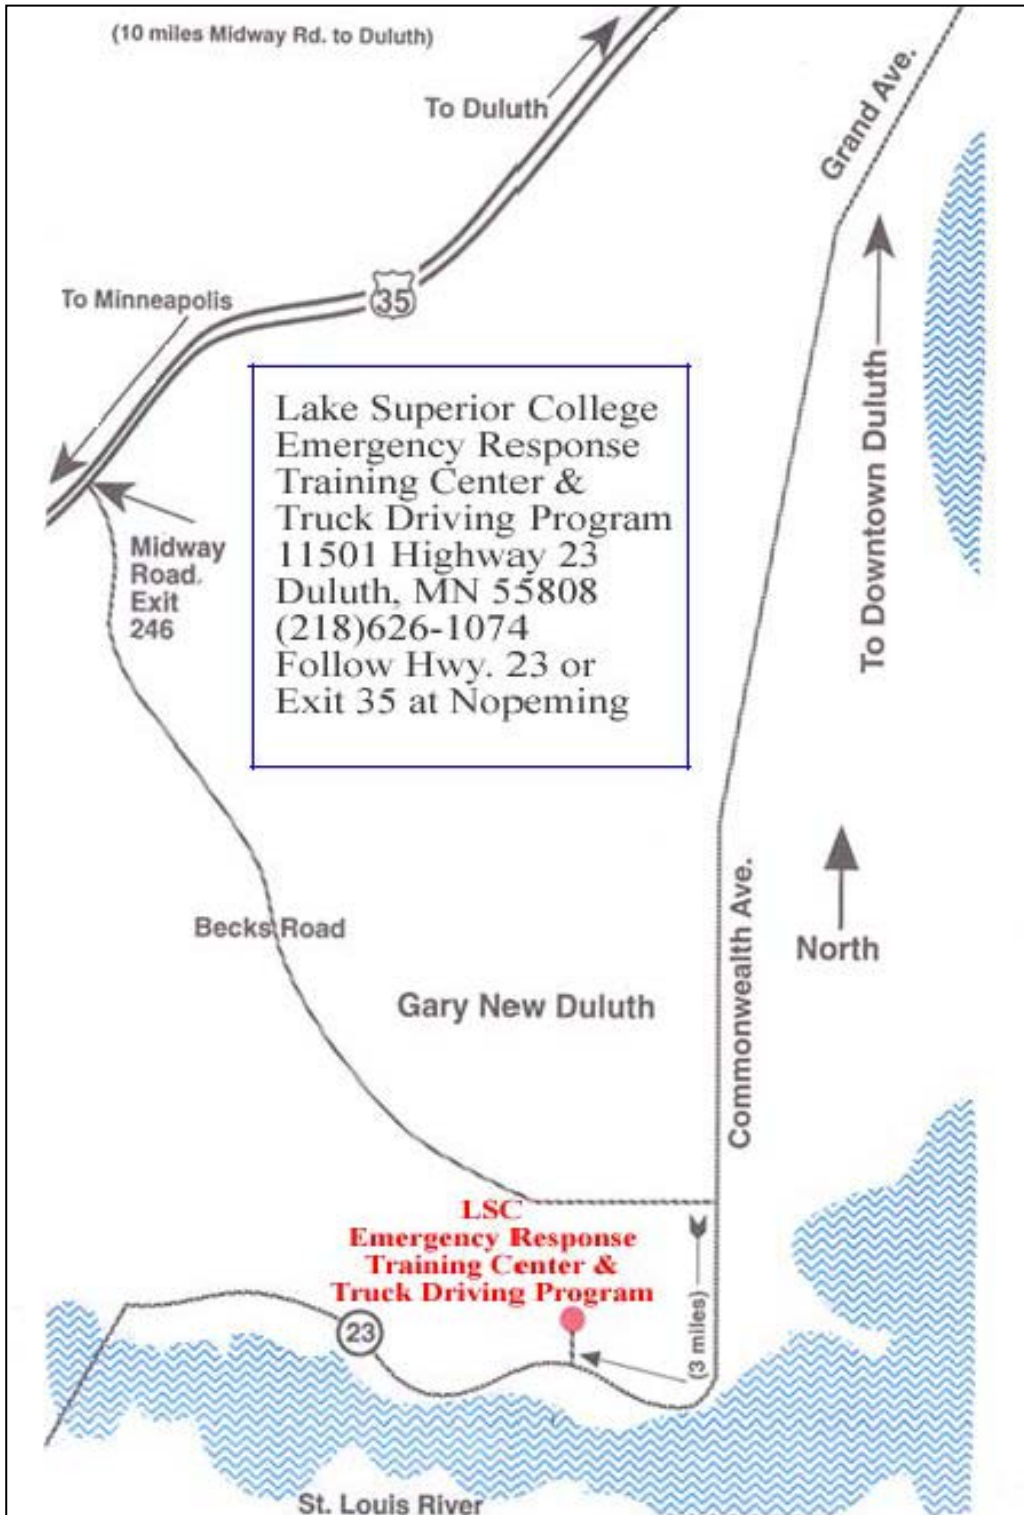 (10 miles Midway Rd. to Duluth)
To Duluth
Grand Ave.
To Minneapolis
35
To Downtown Duluth
Lake Superior College
Emergency Response
Training Center &
Truck Driving Program
11501 Highway 23
Duluth, MN 55808
(218)626-1074
Follow Hwy. 23 or
Exit 35 at Nopeming
Midway
Road.
Exit
246
Commonwealth Ave.
North
Becks Road
Gary New Duluth
LSC
Emergency Response
Training Center &
Truck Driving Program
(3 miles)
23
St. Louis River